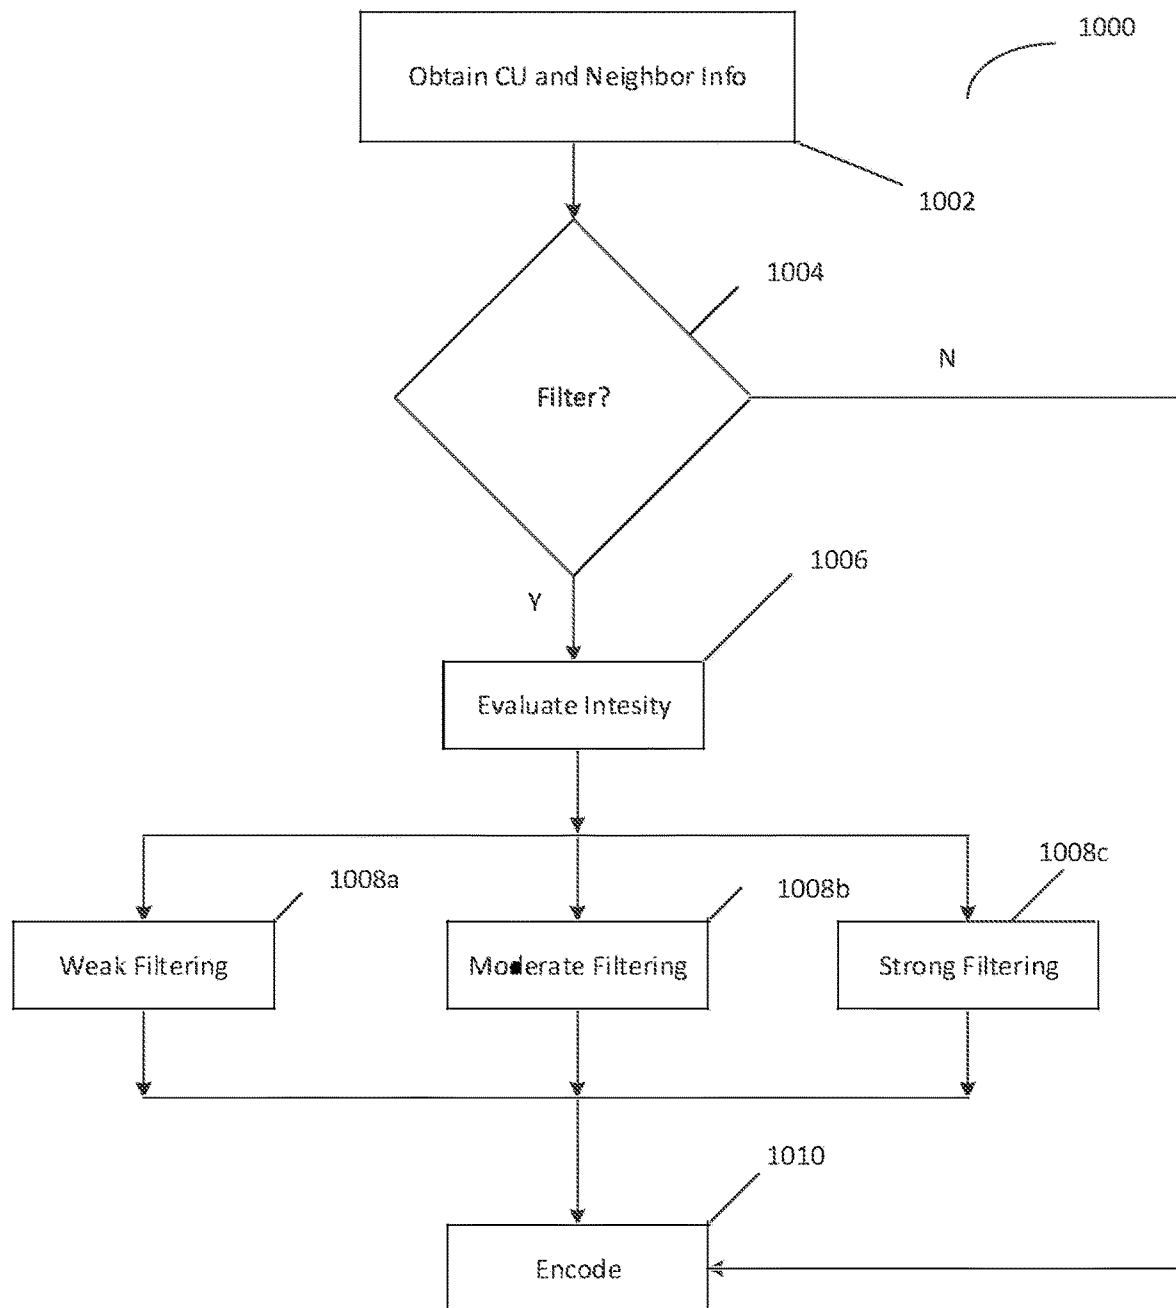 1000
Obtain CU and Neighbor Info
1002
1004
N
Filter?
1006
Y
Evaluate Intesity
1008a
1008b
1008c
Weak Filtering
Moderate Filtering
Strong Filtering
1010
Encode